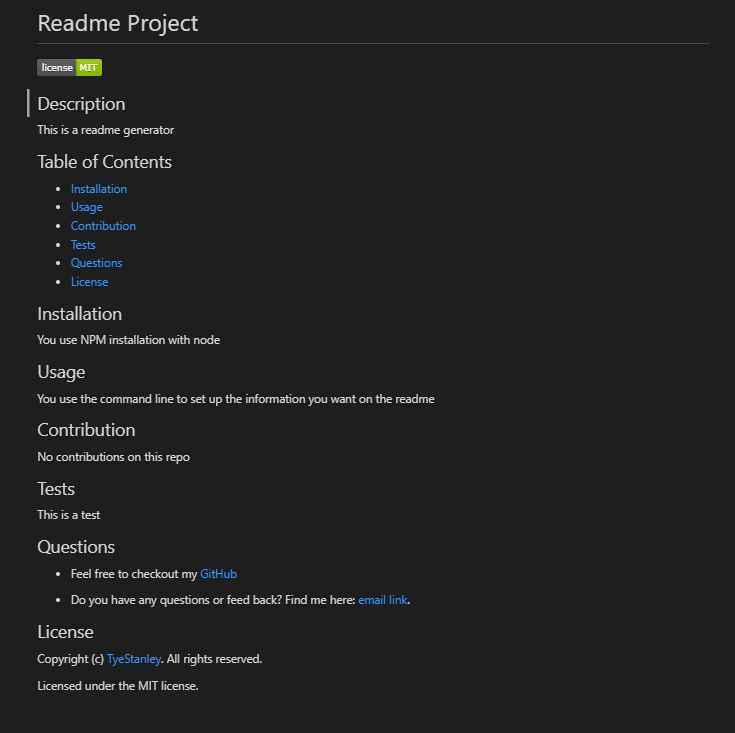 Readme Project
license MIT
Description
This is a readme generator
Table of Contents
Installation
Usage
Contribution
Tests
Questions
License
Installation
You use NPM installation with node
Usage
You use the command line to set up the information you want on the readme
Contribution
No contributions on this repo
Tests
This is a test
Questions
Feel free to checkout my GitHub
Do you have any questions or feed back? Find me here: email link.
License
Copyright (c) TyeStanley. All rights reserved.
Licensed under the MIT license.